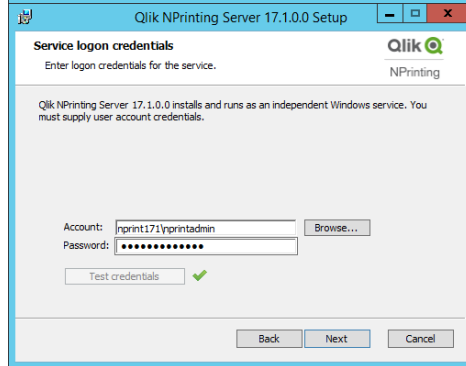 Qlik NPrinting Server 17.1.0.0 Setup
Service logon credentials
Enter logon credentials for the service.
Qlik
NPrinting
Qlik NPrinting Server 17.1.0.0 installs and runs as an independent Windows service. You
must supply user account credentials.
Account: nprint171\nprintadmin Browse...
Password: •••••••••••••
Test credentials
Back Next Cancel